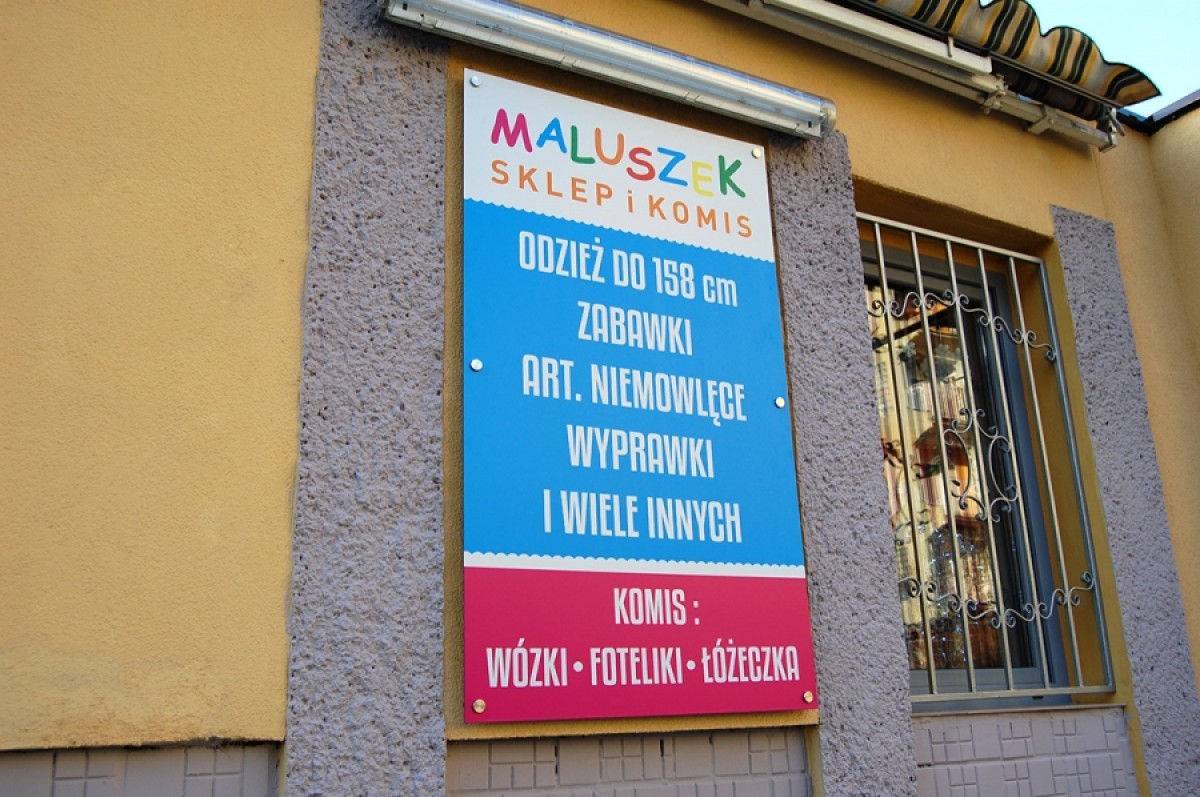 MALUSZEK
SKLEP i KOMIS
ODZIEŻ DO 158 cm
ZABAWKI
ART. NIEMOWLĘCE
WYPRAWKI
I WIELE INNYCH
KOMIS :
WÓZKI • FOTELIKI • ŁÓŻECZKA